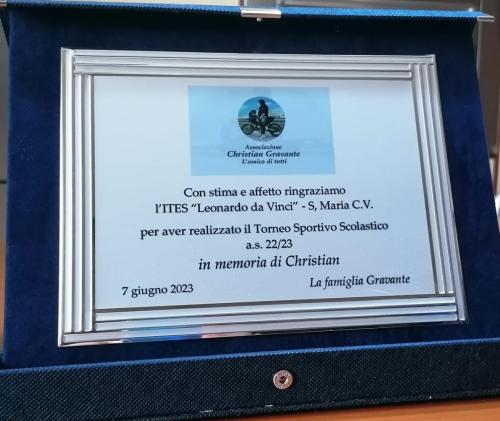 Associazione
Christian Gravante
L'amico di tutti
Con stima e affetto ringraziamo
l'ITES "Leonardo da Vinci" - S, Maria C.V.
per aver realizzato il Torneo Sportivo Scolastico
a.s. 22/23
in memoria di Christian
7 giugno 2023
La famiglia Gravante